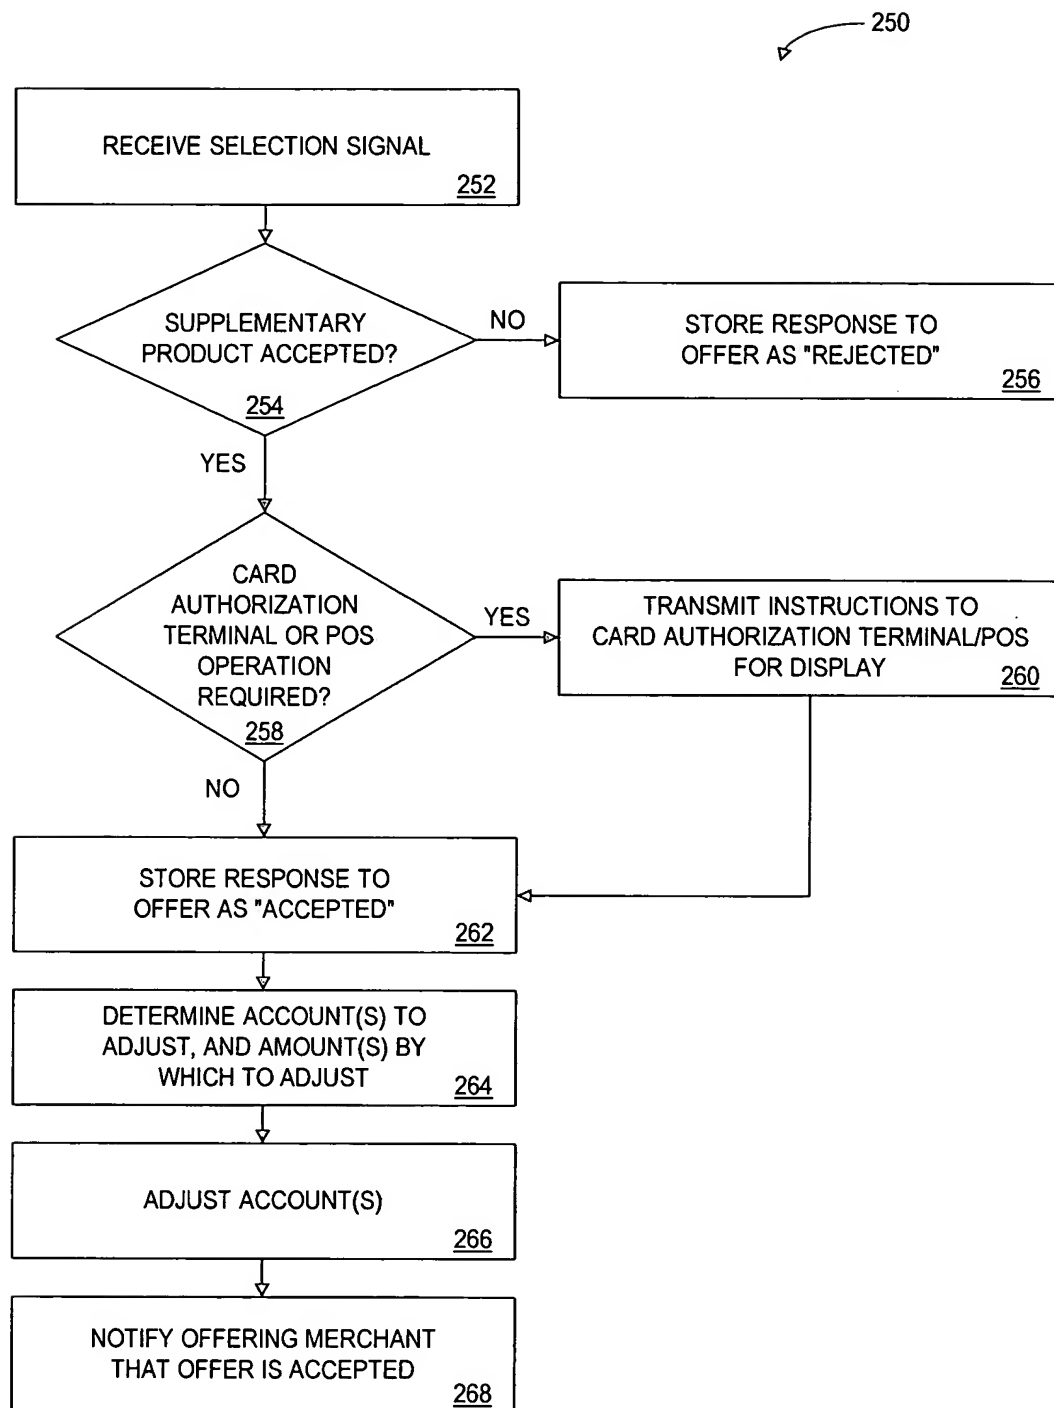 250
RECEIVE SELECTION SIGNAL
252
SUPPLEMENTARY
PRODUCT ACCEPTED?
254
NO
STORE RESPONSE TO
OFFER AS "REJECTED"
256
YES
CARD
AUTHORIZATION
TERMINAL OR POS
OPERATION
REQUIRED?
258
YES
TRANSMIT INSTRUCTIONS TO
CARD AUTHORIZATION TERMINAL/POS
FOR DISPLAY
260
NO
STORE RESPONSE TO
OFFER AS "ACCEPTED"
262
DETERMINE ACCOUNT(S) TO
ADJUST, AND AMOUNT(S) BY
WHICH TO ADJUST
264
ADJUST ACCOUNT(S)
266
NOTIFY OFFERING MERCHANT
THAT OFFER IS ACCEPTED
268